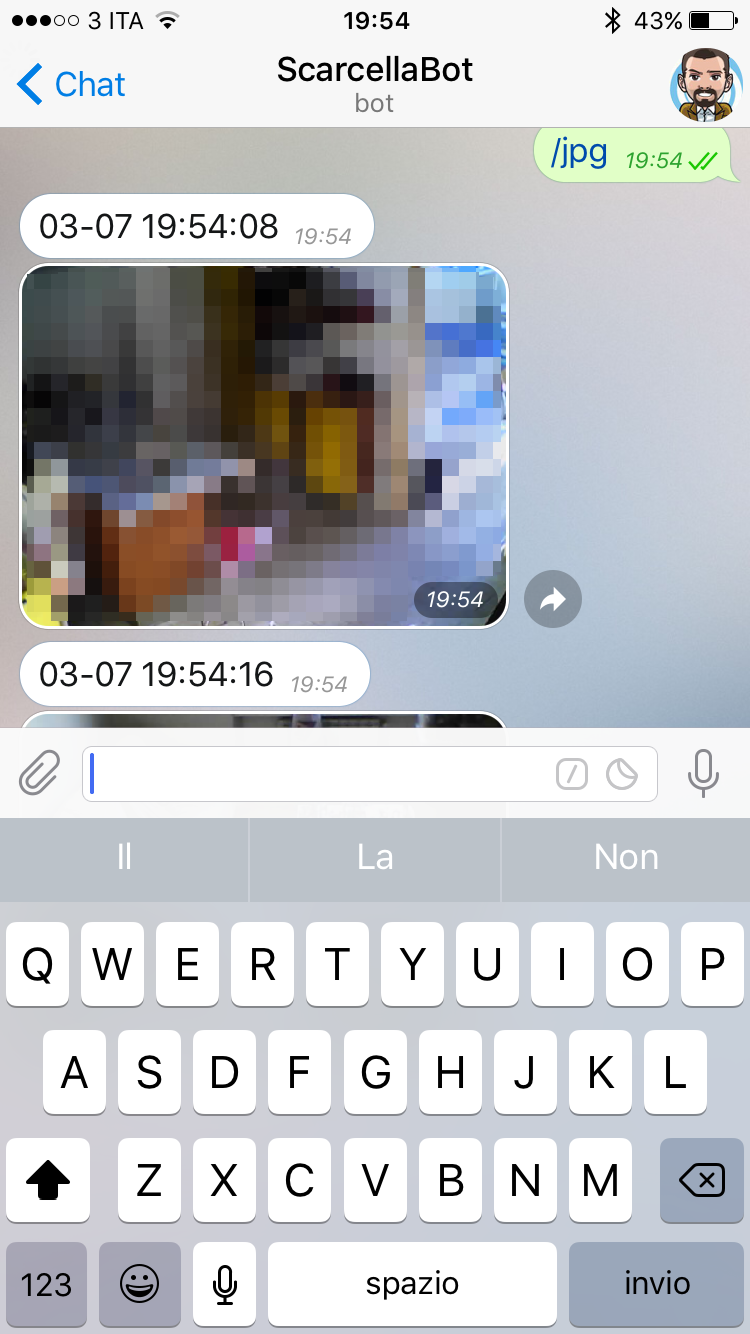 3 ITA 19:54 43%
Chat ScarcellaBot
bot
/jpg 19:54
03-07 19:54:08 19:54
19:54
03-07 19:54:16 19:54
Il La Non
Q W E R T Y U I O P
A S D F G H J K L
Z X C V B N M
123 spazio invio